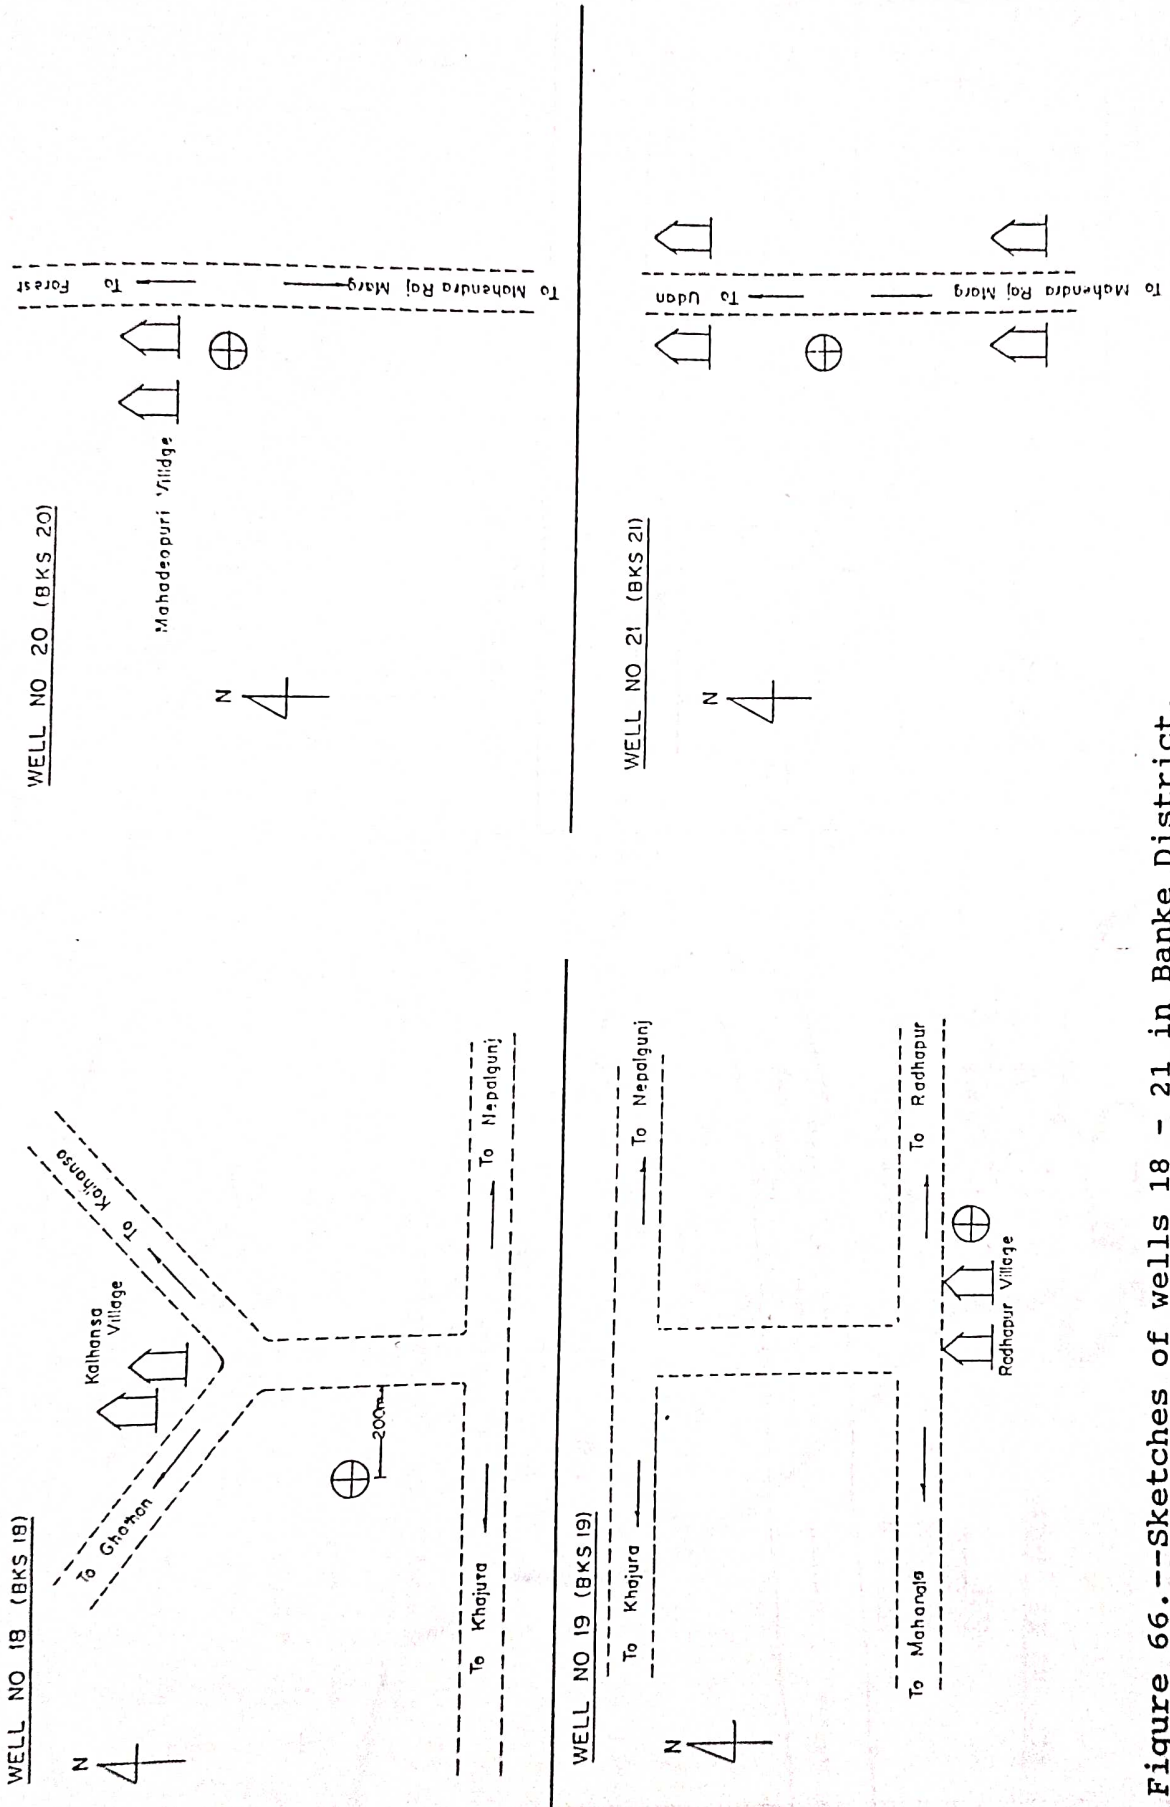 WELL NO 18 (BKS 18)
N
To Ghathan
Kalhansa
Village
To Kalhansa
200m
To Khajura
To Nepalgunj
WELL NO 19 (BKS 19)
N
To Khajura
To Nepalgunj
To Mahanala
To Radhapur
Radhapur Village
WELL NO 20 (BKS 20)
N
Mahadeopuri Village
To Forest
To Mahendra Raj Marg
WELL NO 21 (BKS 21)
N
To Udan
To Mahendra Raj Marg
Figure 66.--Sketches of wells 18 - 21 in Banke District.